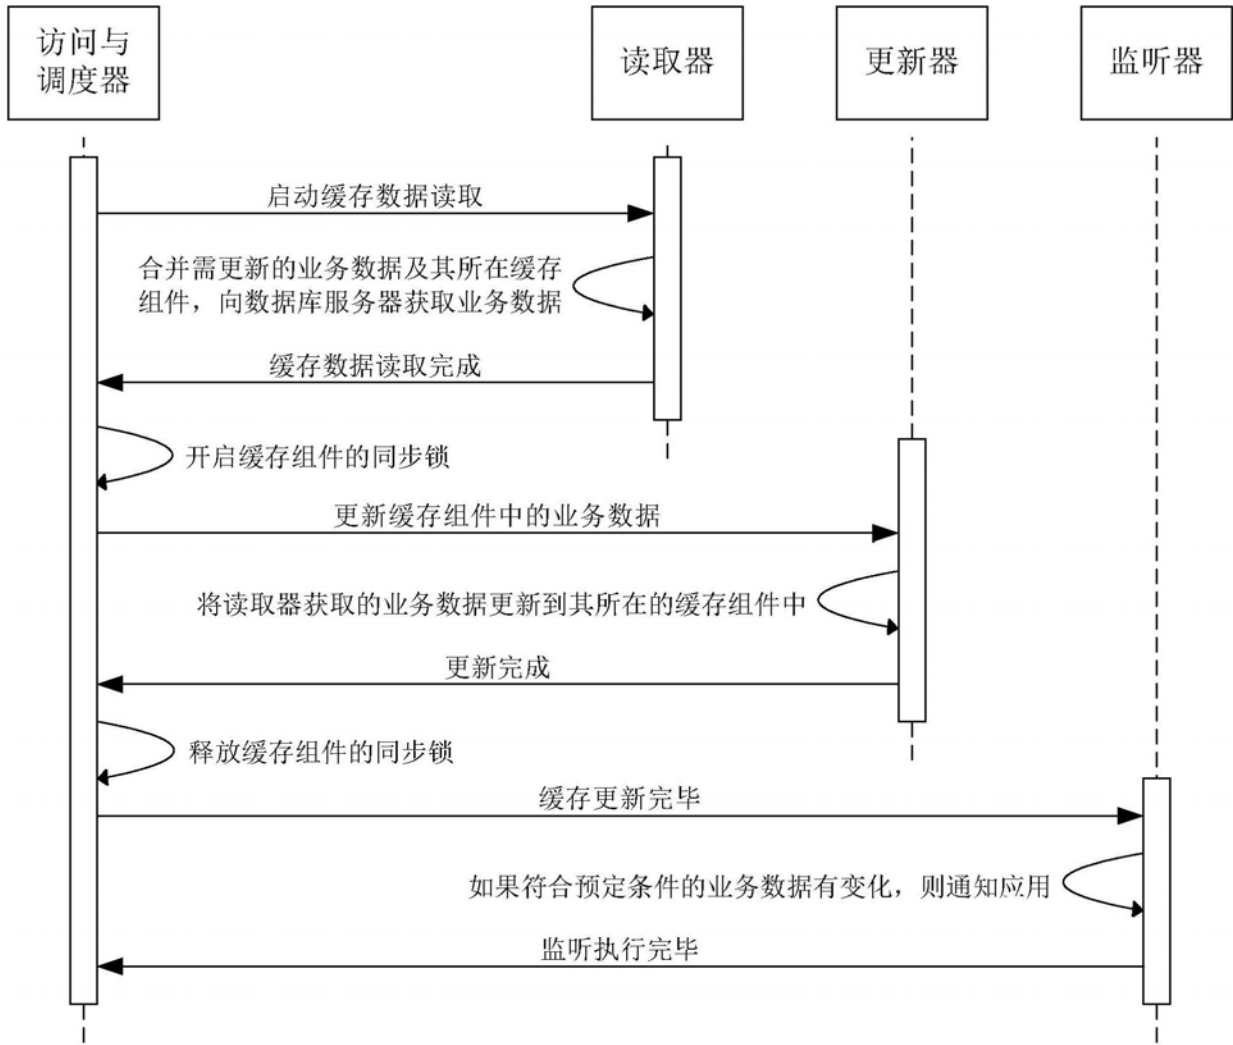 访问与
调度器
读取器
更新器
监听器
启动缓存数据读取
合并需更新的业务数据及其所在缓存
组件，向数据库服务器获取业务数据
缓存数据读取完成
开启缓存组件的同步锁
更新缓存组件中的业务数据
将读取器获取的业务数据更新到其所在的缓存组件中
更新完成
释放缓存组件的同步锁
缓存更新完毕
如果符合预定条件的业务数据有变化，则通知应用
监听执行完毕